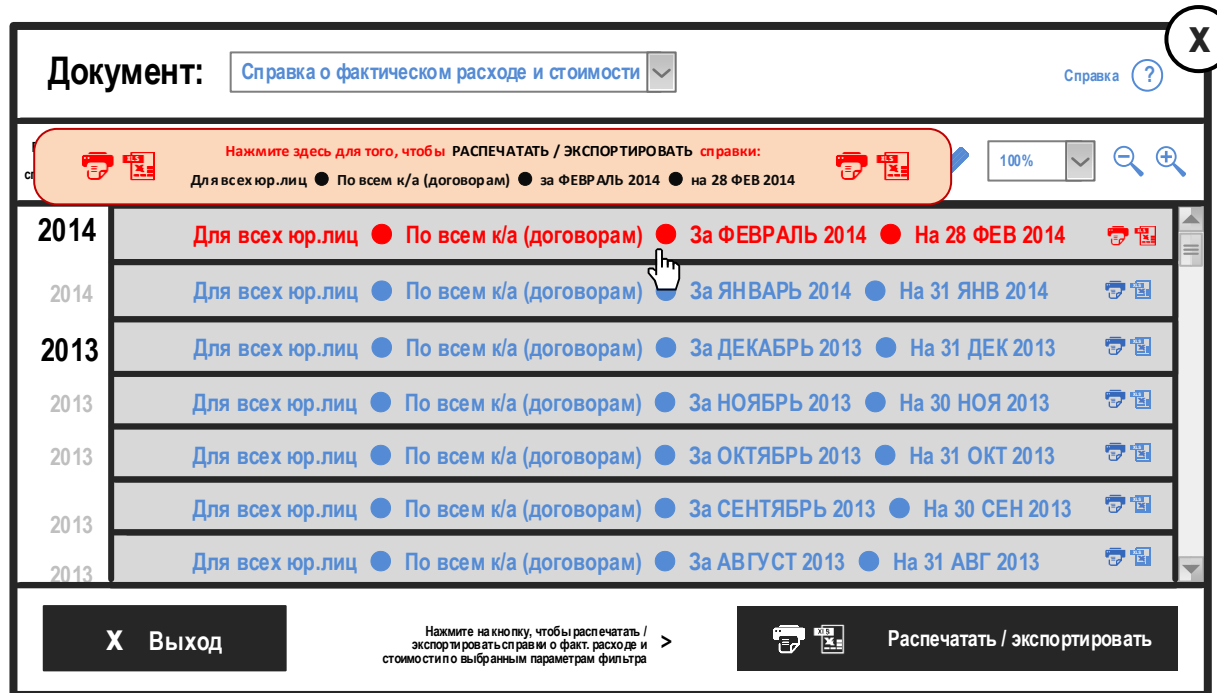 X
Документ: Справка о фактическом расходе и стоимости Справка ?
Нажмите здесь для того, чтобы РАСПЕЧАТАТЬ / ЭКСПОРТИРОВАТЬ справки:
Для всех юр.лиц ● По всем к/а (договорам) ● за ФЕВРАЛЬ 2014 ● на 28 ФЕВ 2014
100%
2014 Для всех юр.лиц ● По всем к/а (договорам) ● За ФЕВРАЛЬ 2014 ● На 28 ФЕВ 2014
2014 Для всех юр.лиц ● По всем к/а (договорам) ● За ЯНВАРЬ 2014 ● На 31 ЯНВ 2014
2013 Для всех юр.лиц ● По всем к/а (договорам) ● За ДЕКАБРЬ 2013 ● На 31 ДЕК 2013
2013 Для всех юр.лиц ● По всем к/а (договорам) ● За НОЯБРЬ 2013 ● На 30 НОЯ 2013
2013 Для всех юр.лиц ● По всем к/а (договорам) ● За ОКТЯБРЬ 2013 ● На 31 ОКТ 2013
2013 Для всех юр.лиц ● По всем к/а (договорам) ● За СЕНТЯБРЬ 2013 ● На 30 СЕН 2013
2013 Для всех юр.лиц ● По всем к/а (договорам) ● За АВГУСТ 2013 ● На 31 АВГ 2013
X Выход
Нажмите на кнопку, чтобы распечатать /
экспортировать справки о факт. расходе и >
стоимости по выбранным параметрам фильтра
Распечатать / экспортировать